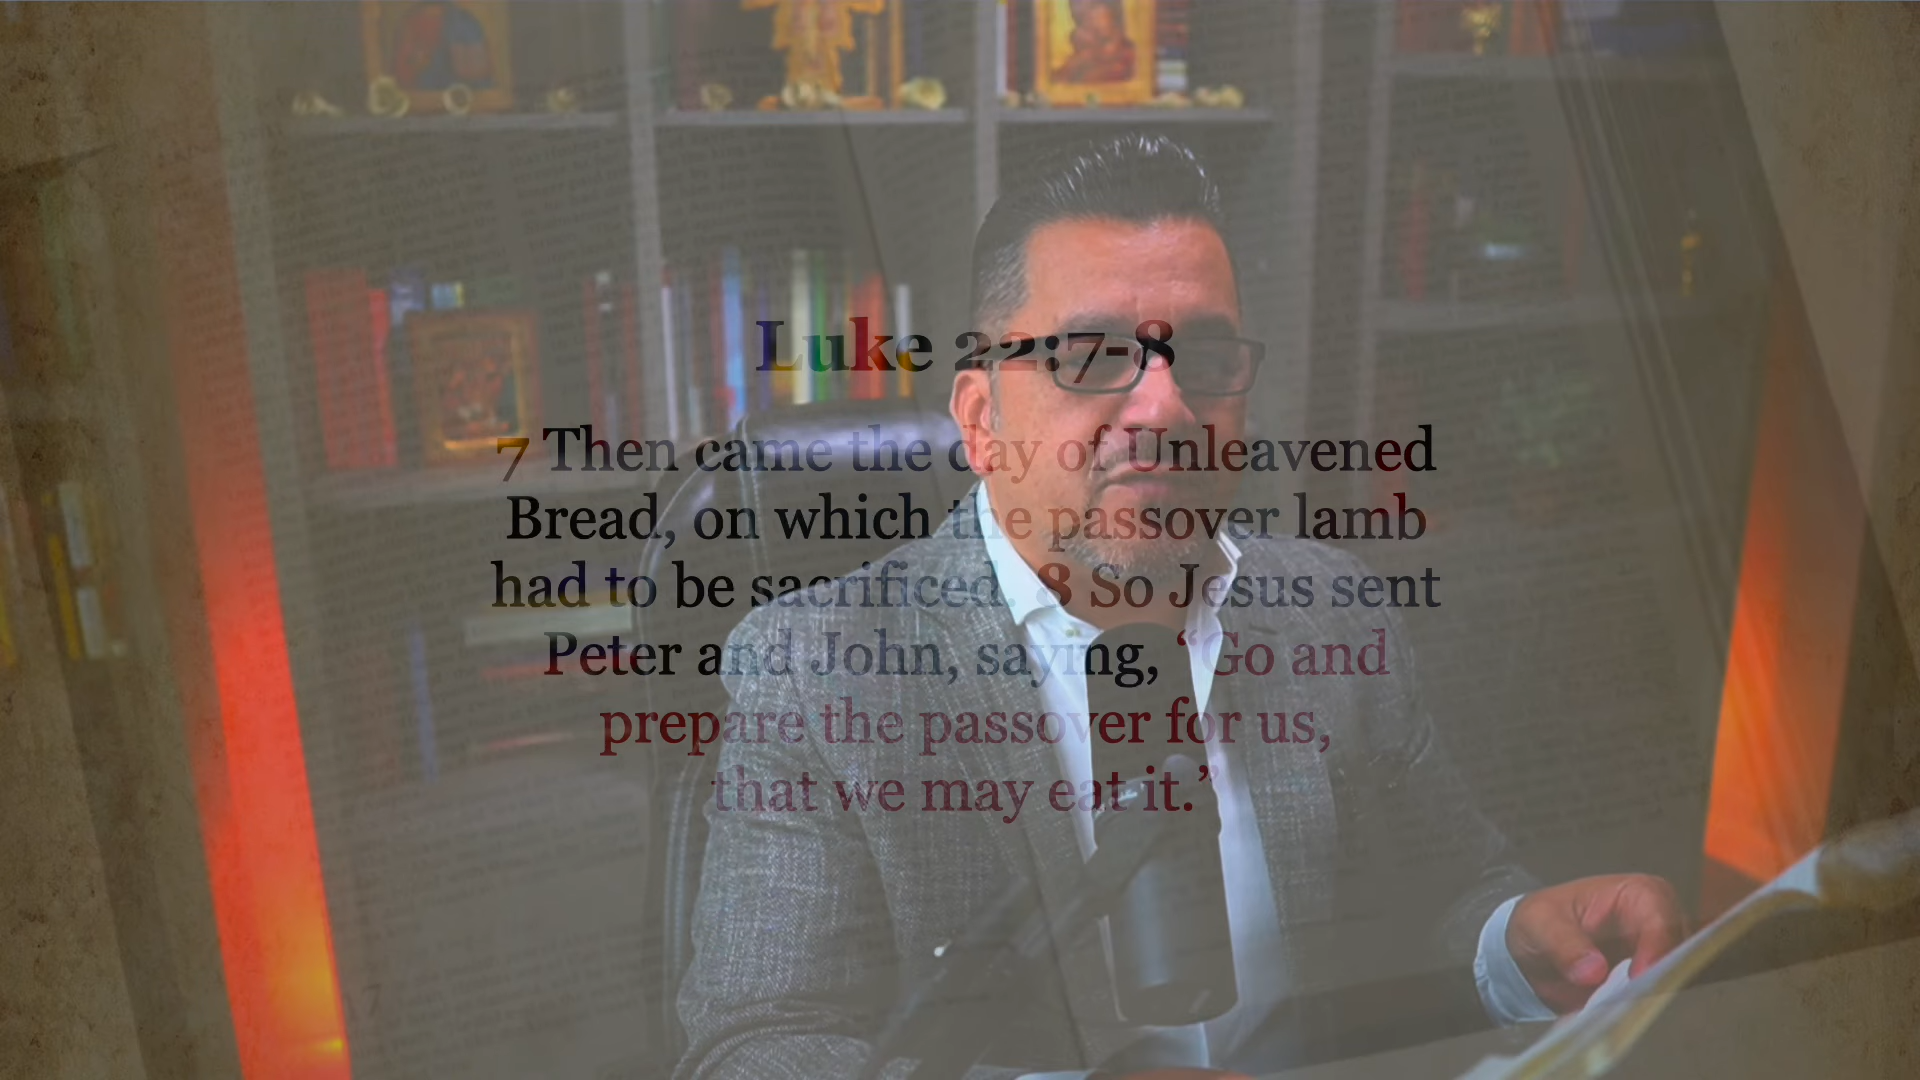 Luke 22:7-8
7 Then came the day of Unleavened
Bread, on which the passover lamb
had to be sacrificed. 8 So Jesus sent
Peter and John, saying, “Go and
prepare the passover for us,
that we may eat it.”